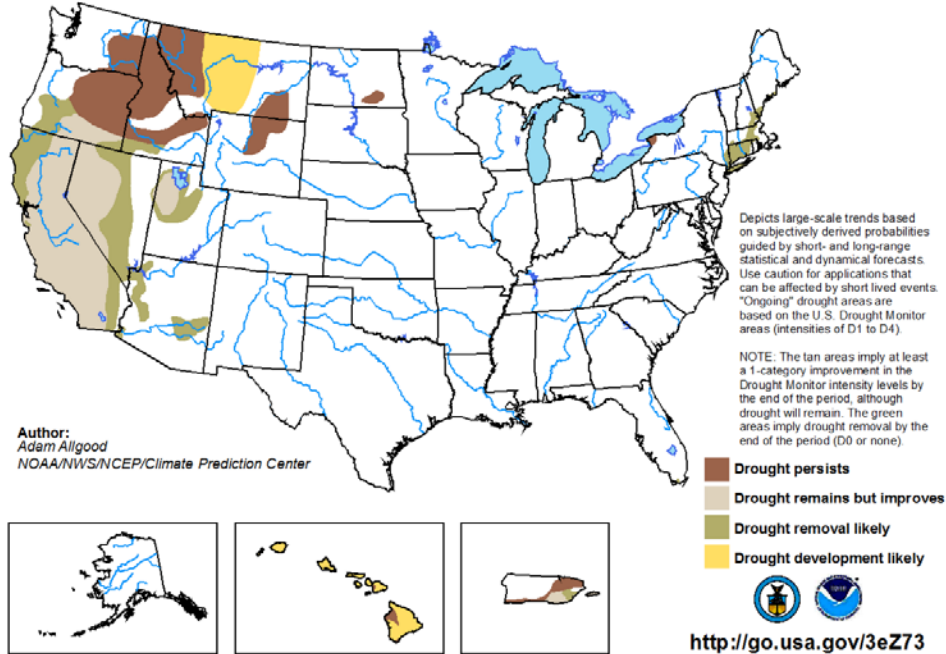 Depicts large-scale trends based
on subjectively derived probabilities
guided by short- and long-range
statistical and dynamical forecasts.
Use caution for applications that
can be affected by short lived events.
"Ongoing" drought areas are
based on the U.S. Drought Monitor
areas (intensities of D1 to D4).
NOTE: The tan areas imply at least
a 1-category improvement in the
Drought Monitor intensity levels by
the end of the period, although
drought will remain. The green
areas imply drought removal by the
end of the period (D0 or none).
Author:
Adam Allgood
NOAA/NWS/NCEP/Climate Prediction Center
Drought persists
Drought remains but improves
Drought removal likely
Drought development likely
http://go.usa.gov/3eZ73